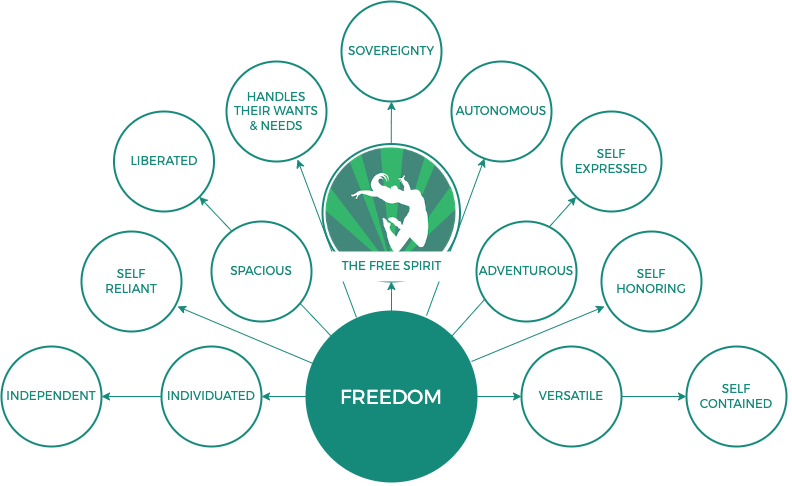 SOVEREIGNTY
HANDLES
THEIR WANTS
& NEEDS
AUTONOMOUS
LIBERATED
SELF
EXPRESSED
SELF
RELIANT
SPACIOUS
THE FREE SPIRIT
ADVENTUROUS
SELF
HONORING
INDEPENDENT
INDIVIDUATED
FREEDOM
VERSATILE
SELF
CONTAINED